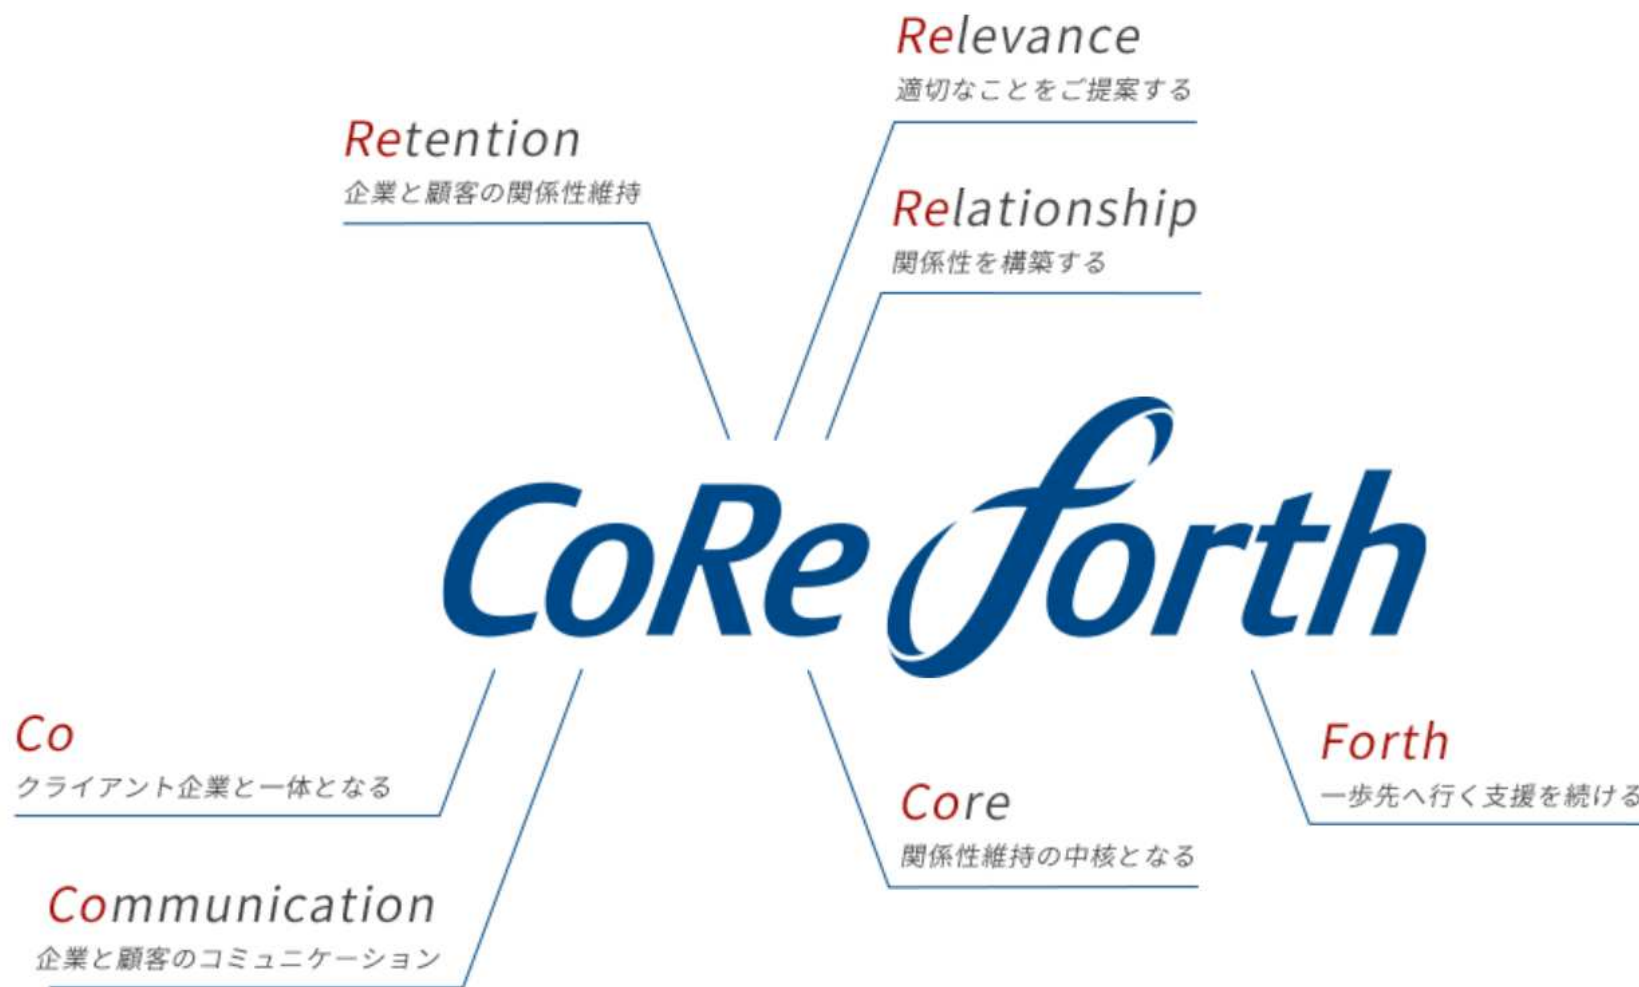 Relevance
適切なことをご提案する
Retention
企業と顧客の関係性維持
Relationship
関係性を構築する
CoRe forth
Co
クライアント企業と一体となる
Forth
一歩先へ行く支援を続ける
Core
関係性維持の中核となる
Communication
企業と顧客のコミュニケーション